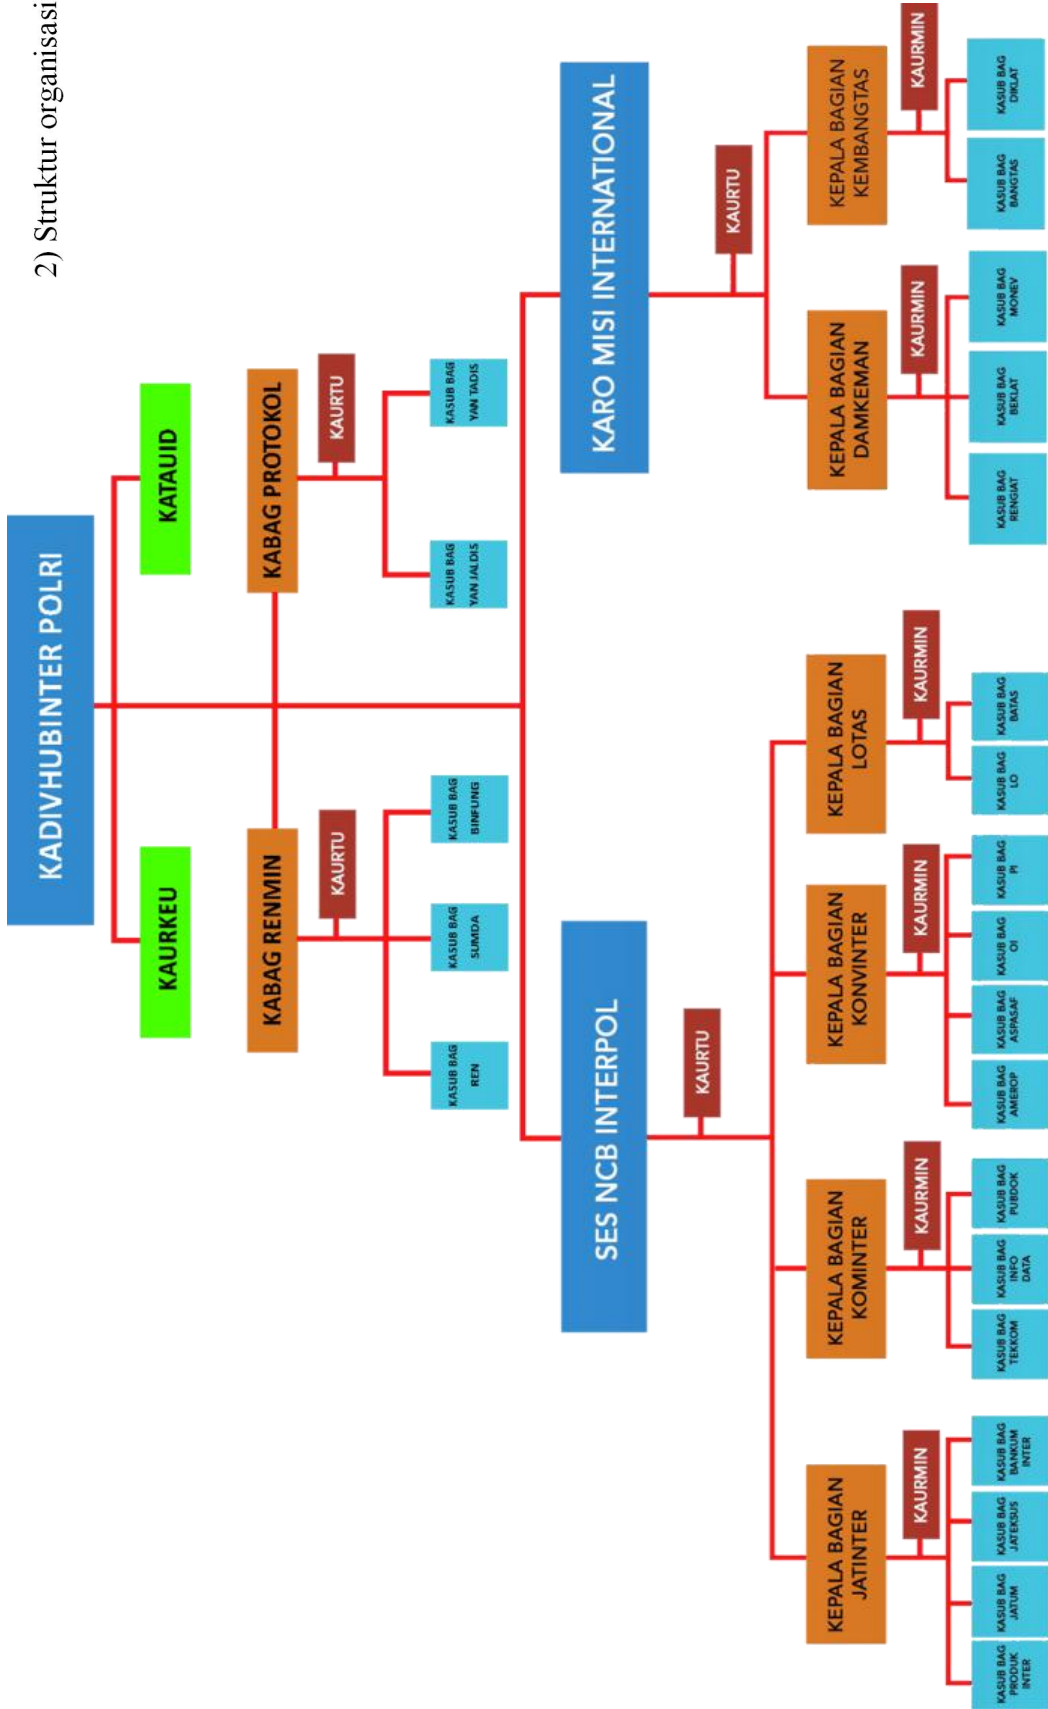 2) Struktur organisasi
KADIVHUBINTER POLRI
KAURKEU
KATAUID
KABAG RENMIN
KABAG PROTOKOL
KAURTU
KAURTU
KASUB BAG
REN
KASUB BAG
SUMDA
KASUB BAG
BINFUNG
KASUB BAG
YAN JALDIS
KASUB BAG
YAN TADIS
SES NCB INTERPOL
KARO MISI INTERNATIONAL
KAURTU
KAURTU
KEPALA BAGIAN
JATINTER
KEPALA BAGIAN
KOMINTER
KEPALA BAGIAN
KONVINTER
KEPALA BAGIAN
LOTAS
KEPALA BAGIAN
DAMKEMAN
KEPALA BAGIAN
KEMBANGTAS
KAURMIN
KAURMIN
KAURMIN
KAURMIN
KAURMIN
KAURMIN
KASUB BAG
PRODUK
INTER
KASUB BAG
JATUM
KASUB BAG
JATEKSUS
KASUB BAG
BANKUM
INTER
KASUB BAG
TEKKOM
KASUB BAG
INFO
DATA
KASUB BAG
PUBDOK
KASUB BAG
AMEROP
KASUB BAG
ASPASAF
KASUB BAG
OI
KASUB BAG
PI
KASUB BAG
LO
KASUB BAG
BATAS
KASUB BAG
RENGIAT
KASUB BAG
BEKLAT
KASUB BAG
MONEV
KASUB BAG
BANGTAS
KASUB BAG
DIKLAT